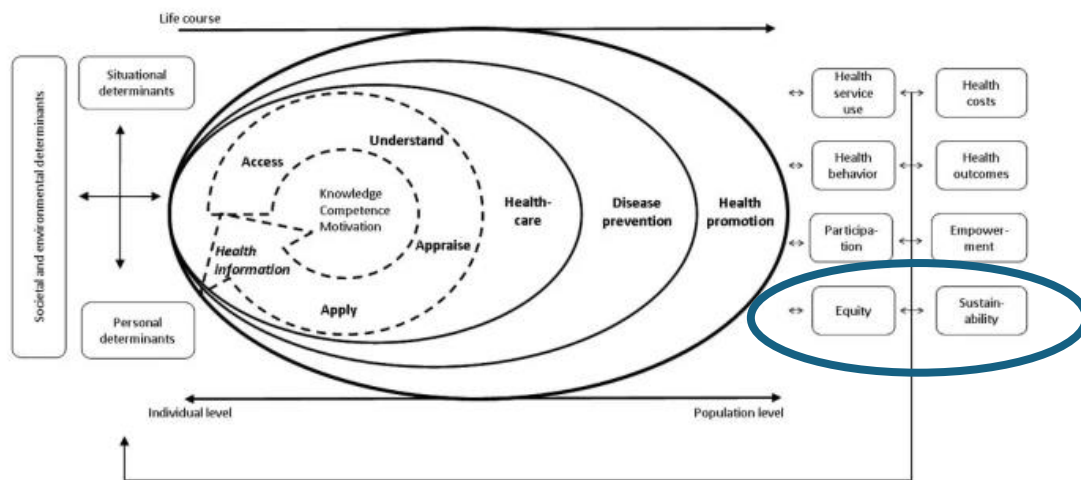 Life course
Societal and environmental determinants
Situational
determinants
Personal
determinants
Access
Understand
Knowledge
Competence
Motivation
Health
information
Appraise
Apply
Health-
care
Disease
prevention
Health
promotion
Individual level
Population level
Health
service
use
Health
costs
Health
behavior
Health
outcomes
Participa-
tion
Empower-
ment
Equity
Sustain-
ability